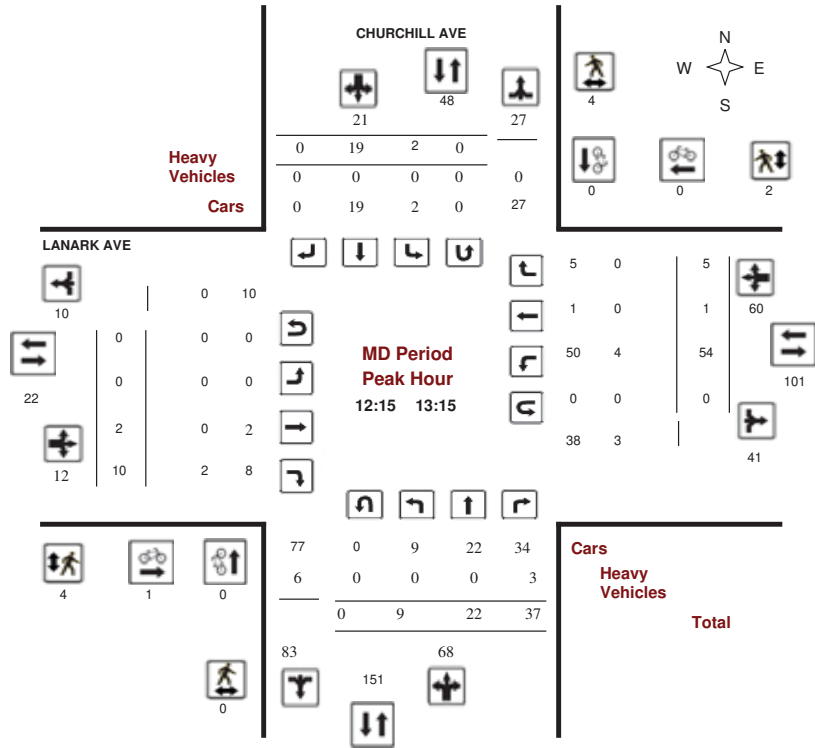 CHURCHILL AVE
N
W E
S
48
4
21
27
0 19 2 0
Heavy
Vehicles
0 0 0 0 0
Cars
0 19 2 0 27
0 0 2
LANARK AVE
10
0 10
5 0 5
60
0 0 0
1 0 1
22
MD Period
Peak Hour
12:15 13:15
50 4 54
101
0 0 0
0 0 0
2 0 2
12
10 2 8
38 3
41
77 0 9 22 34
Cars
6 0 0 0 3
Heavy
Vehicles
4 1 0
0 9 22 37
Total
83 68
151
0